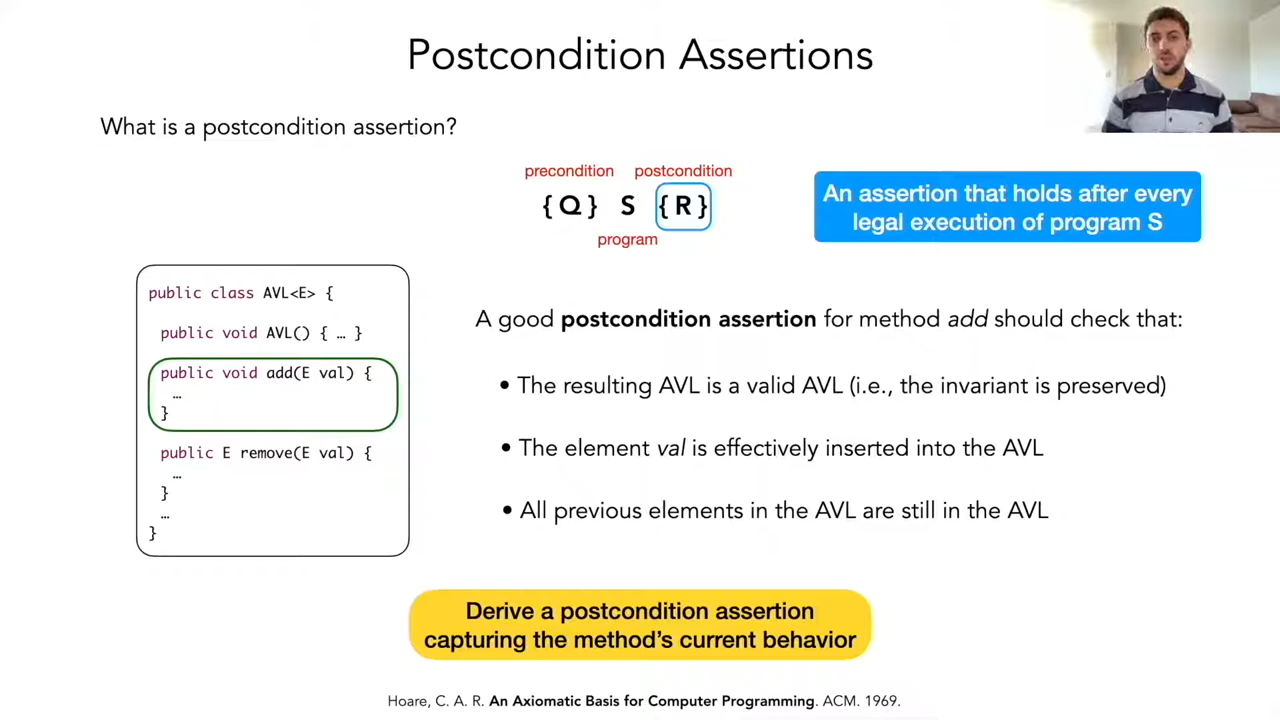 Postcondition Assertions
What is a postcondition assertion?
precondition postcondition
{ Q } S { R }
program
An assertion that holds after every
legal execution of program S
public class AVL<E> {
public void AVL() { … }
public void add(E val) {
…
}
public E remove(E val) {
…
}
…
}
A good postcondition assertion for method add should check that:
• The resulting AVL is a valid AVL (i.e., the invariant is preserved)
• The element val is effectively inserted into the AVL
• All previous elements in the AVL are still in the AVL
Derive a postcondition assertion
capturing the method's current behavior
Hoare, C. A. R. An Axiomatic Basis for Computer Programming. ACM. 1969.